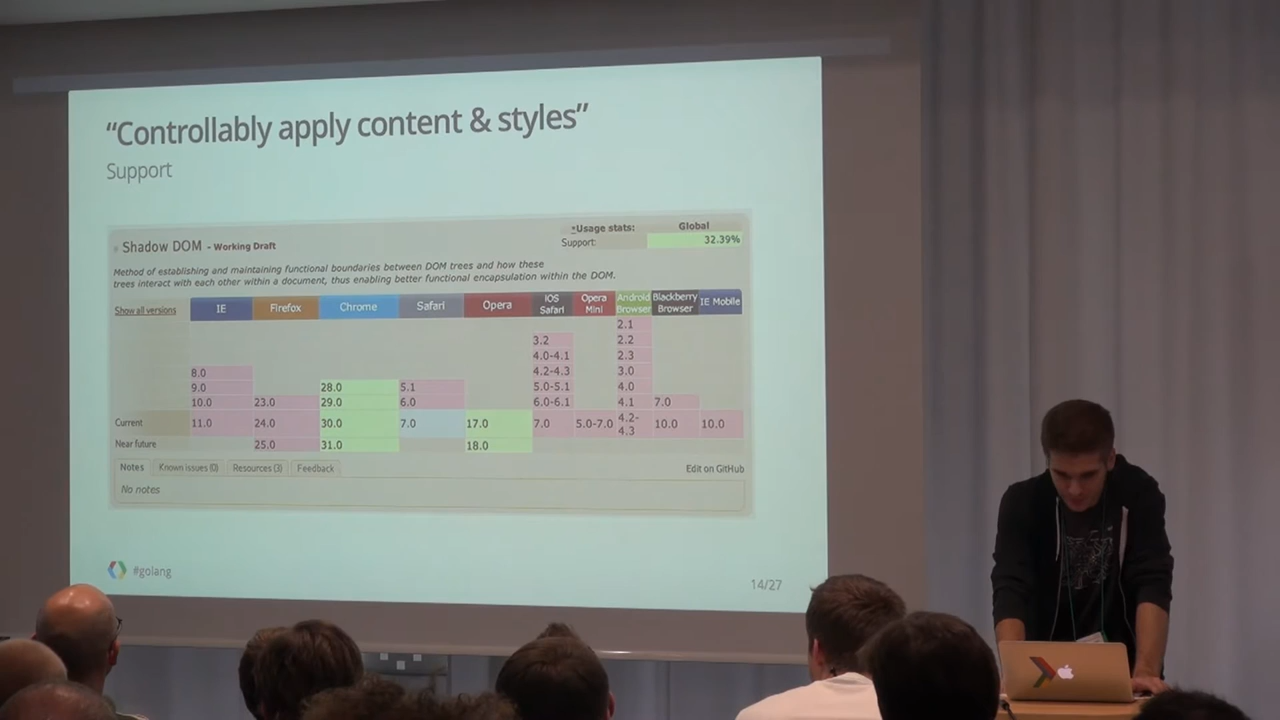 “Controllably apply content & styles”
Support
Shadow DOM - Working Draft
*Usage stats: Global
Support: 32.39%
Method of establishing and maintaining functional boundaries between DOM trees and how these
trees interact with each other within a document, thus enabling better functional encapsulation within the DOM.
Show all versions IE Firefox Chrome Safari Opera iOS Safari Opera Mini Android Browser Blackberry Browser IE Mobile
2.1
3.2 2.2
4.0-4.1 2.3
8.0 4.2-4.3 3.0
9.0 28.0 5.1 5.0-5.1 4.0
10.0 23.0 29.0 6.0 6.0-6.1 4.1 7.0
Current 11.0 24.0 30.0 7.0 17.0 7.0 5.0-7.0 4.2-4.3 10.0 10.0
Near future 25.0 31.0 18.0
Notes Known issues (0) Resources (3) Feedback Edit on GitHub
No notes
#golang
14/27